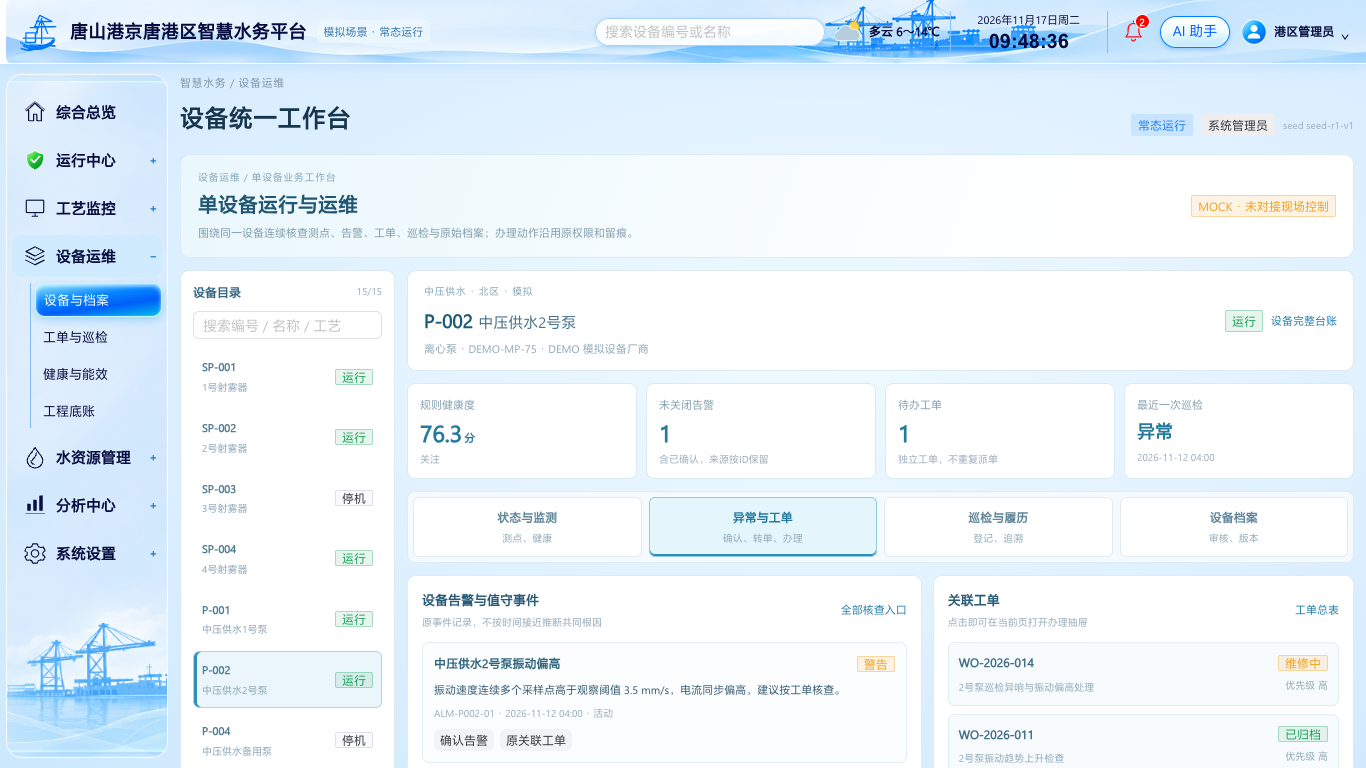 唐山港京唐港区智慧水务平台
模拟场景 · 常态运行
搜索设备编号或名称
多云 6~14℃
2026年11月17日周二
09:48:36
2
AI 助手
港区管理员
综合总览
运行中心 +
工艺监控 +
设备运维 −
设备与档案
工单与巡检
健康与能效
工程底账
水资源管理 +
分析中心 +
系统设置 +
智慧水务 / 设备运维
设备统一工作台
常态运行
系统管理员
seed seed-r1-v1
设备运维 / 单设备业务工作台
单设备运行与运维
围绕同一设备连续核查测点、告警、工单、巡检与原始档案；办理动作沿用原权限和留痕。
MOCK · 未对接现场控制
设备目录
15/15
搜索编号 / 名称 / 工艺
SP-001
1号射雾器
运行
SP-002
2号射雾器
运行
SP-003
3号射雾器
停机
SP-004
4号射雾器
运行
P-001
中压供水1号泵
运行
P-002
中压供水2号泵
运行
P-004
中压供水备用泵
停机
中压供水 · 北区 · 模拟
P-002 中压供水2号泵
离心泵 · DEMO-MP-75 · DEMO 模拟设备厂商
运行
设备完整台账
规则健康度
76.3 分
关注
未关闭告警
1
含已确认，来源按ID保留
待办工单
1
独立工单，不重复派单
最近一次巡检
异常
2026-11-12 04:00
状态与监测
测点、健康
异常与工单
确认、转单、办理
巡检与履历
登记、追溯
设备档案
审核、版本
设备告警与值守事件
原事件记录，不按时间接近推断共同根因
全部核查入口
中压供水2号泵振动偏高
警告
振动速度连续多个采样点高于观察阈值 3.5 mm/s，电流同步偏高，建议按工单核查。
ALM-P002-01 · 2026-11-12 04:00 · 活动
确认告警
原关联工单
关联工单
点击即可在当前页打开办理抽屉
工单总表
WO-2026-014
2号泵巡检异响与振动偏高处理
维修中
优先级 高
WO-2026-011
2号泵振动趋势上升检查
已归档
优先级 高